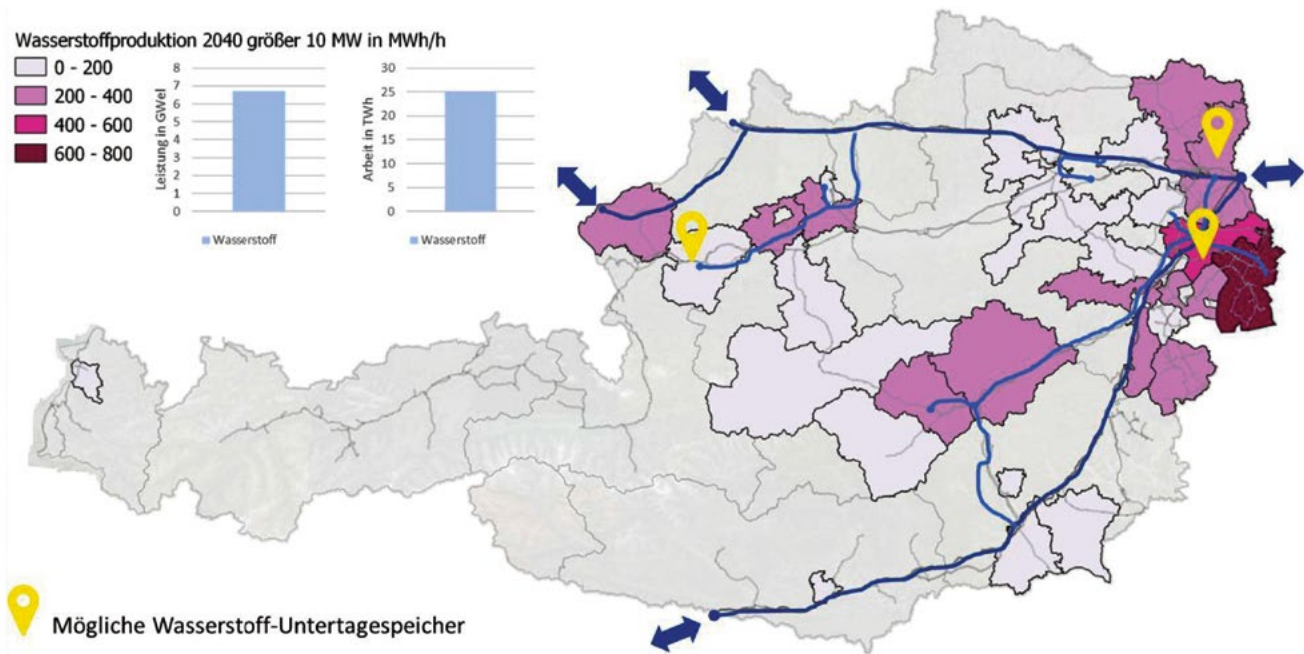 Wasserstoffproduktion 2040 größer 10 MW in MWh/h
0 - 200
200 - 400
400 - 600
600 - 800
Leistung in GWel
8
7
6
5
4
3
2
1
0
Wasserstoff
Arbeit in TWh
30
25
20
15
10
5
0
Wasserstoff
Mögliche Wasserstoff-Untertagespeicher